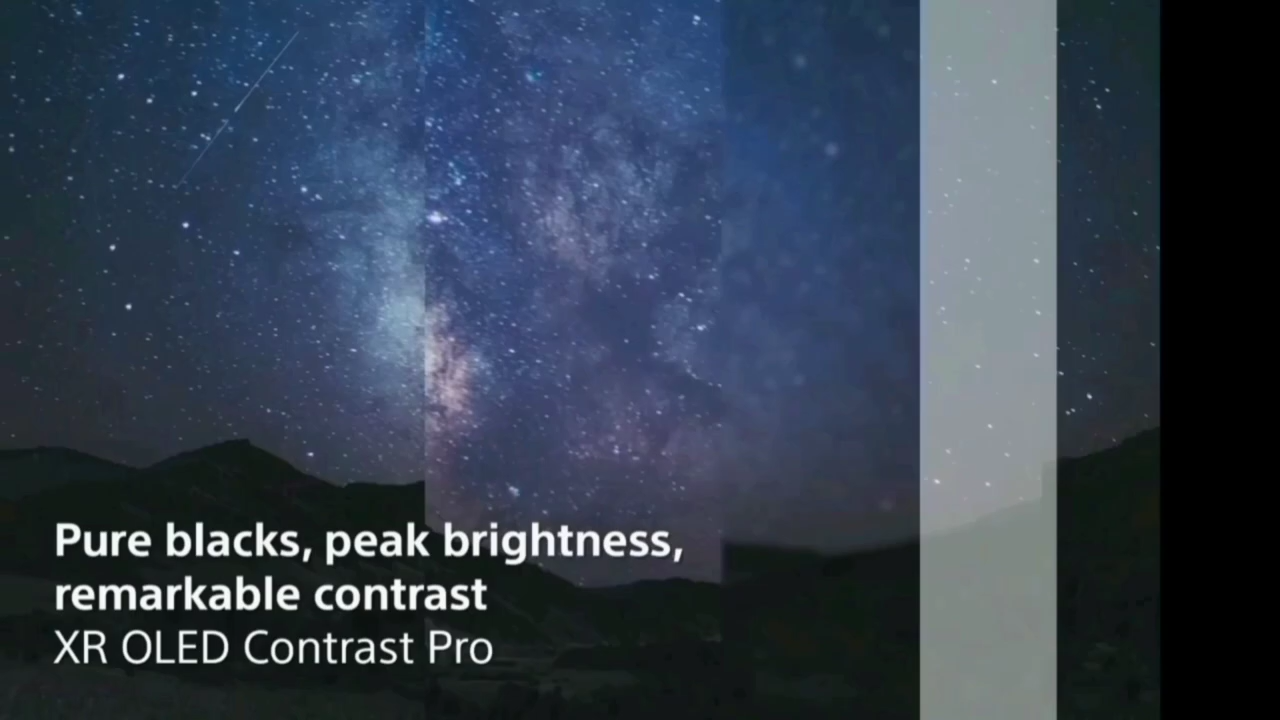 Pure blacks, peak brightness,
remarkable contrast
XR OLED Contrast Pro